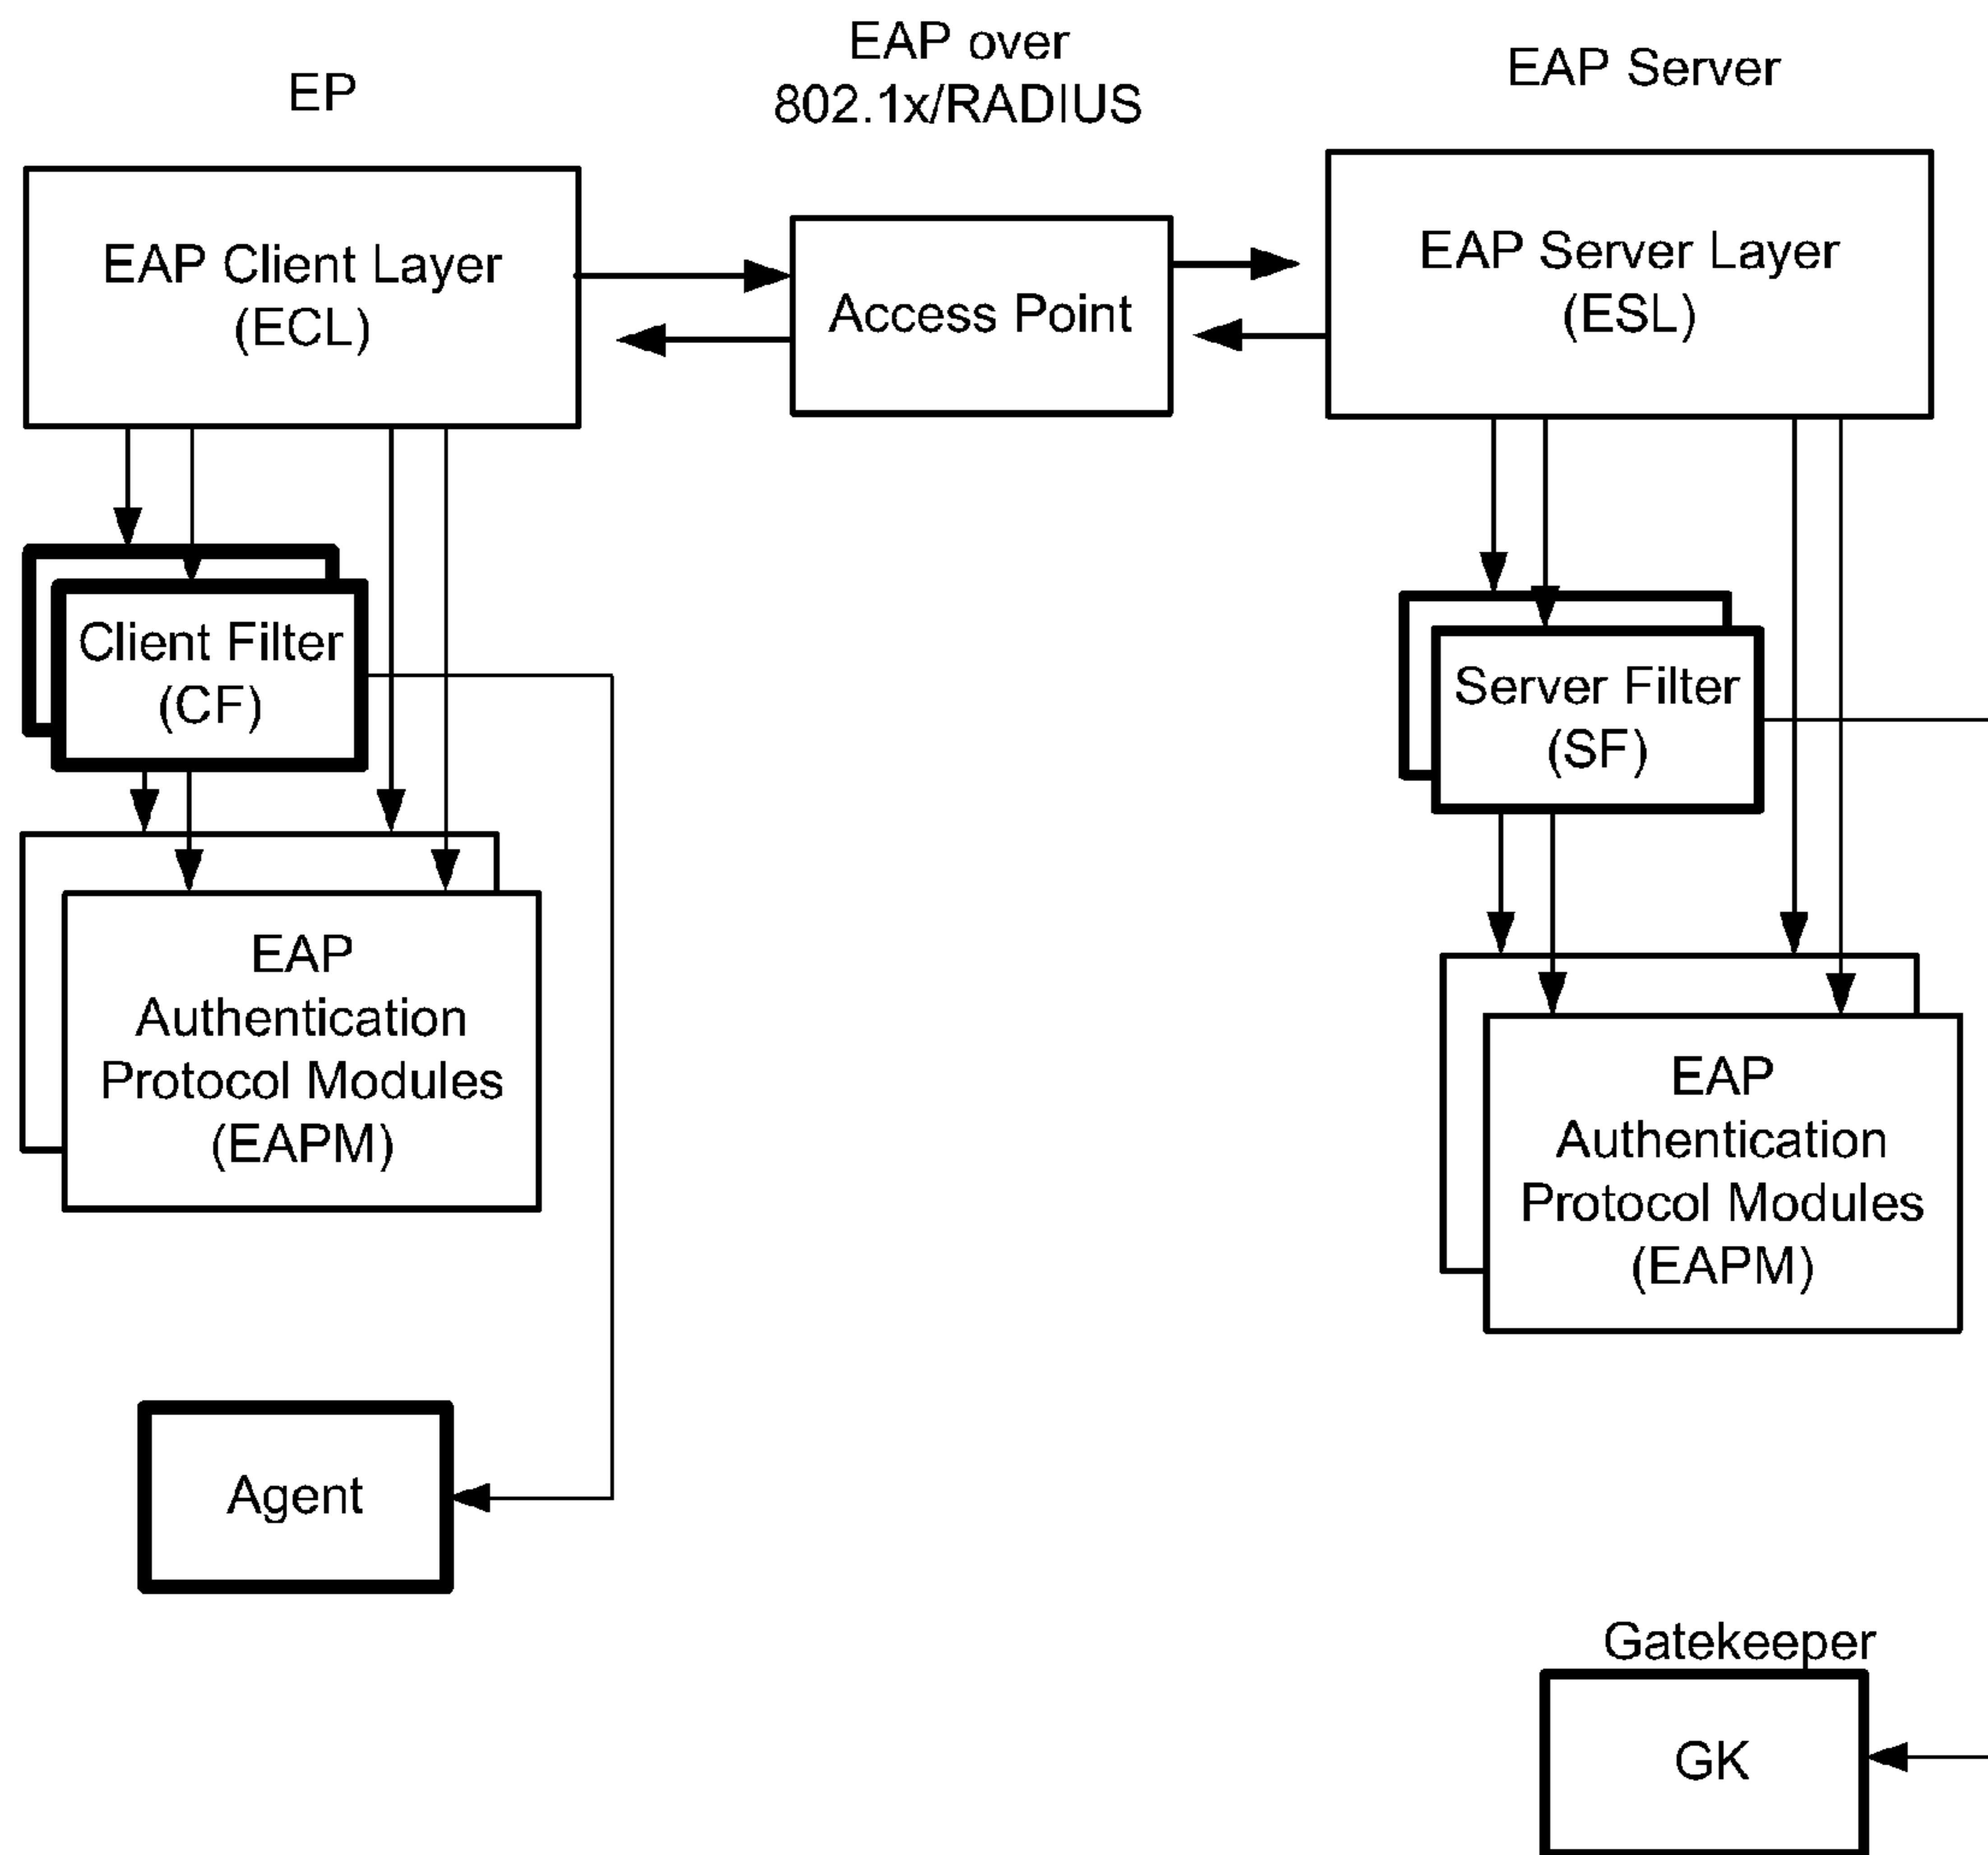 EP
EAP over
802.1x/RADIUS
EAP Server
EAP Client Layer
(ECL)
Access Point
EAP Server Layer
(ESL)
Client Filter
(CF)
Server Filter
(SF)
EAP
Authentication
Protocol Modules
(EAPM)
EAP
Authentication
Protocol Modules
(EAPM)
Agent
Gatekeeper
GK